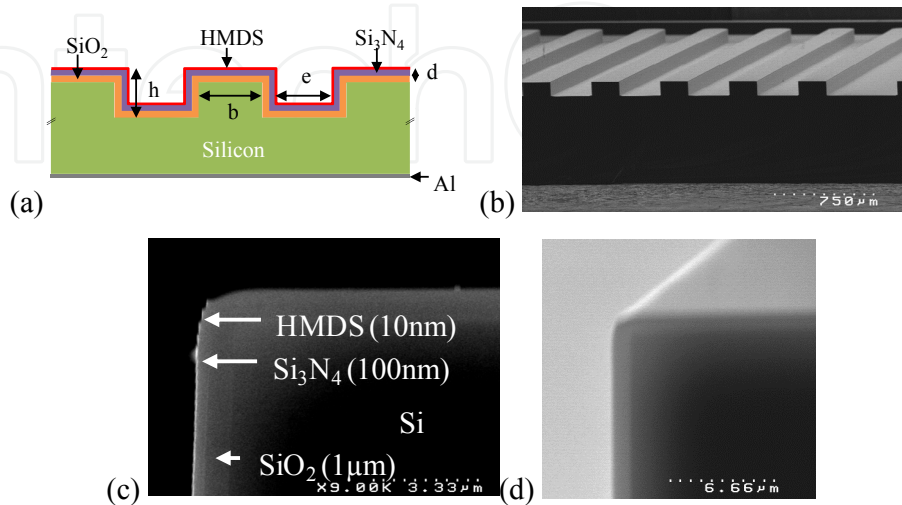 SiO2
HMDS
Si3N4
d
h
e
b
Silicon
Al
(a)
(b)
750µm
HMDS (10nm)
Si3N4 (100nm)
Si
SiO2 (1µm)
X9.00K 3.33µm
(c)
6.66µm
(d)